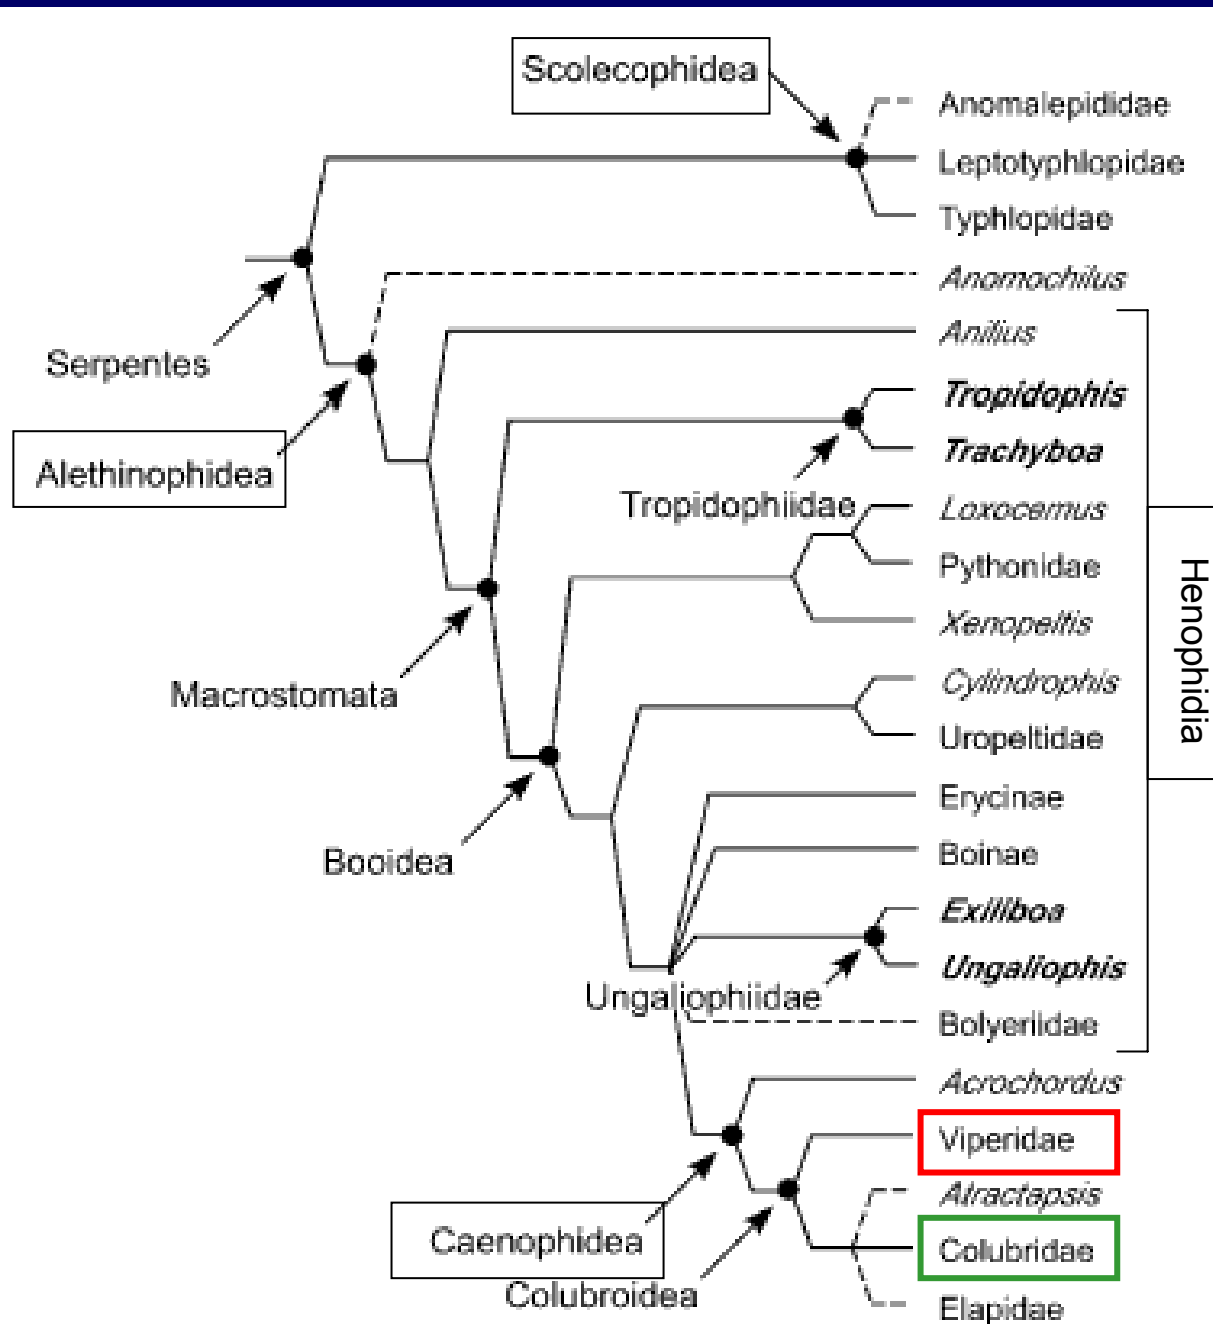 Scolecophidea
Anomalepididae
Leptotyphlopidae
Typhlopidae
Anomochilus
Anilius
Serpentes
Tropidophis
Alethinophidea
Trachyboa
Tropidophiidae
Loxocemus
Pythonidae
Henophidia
Xenopeltis
Macrostomata
Cylindrophis
Uropeltidae
Erycinae
Booidea
Boinae
Exiliboa
Ungaliophis
Ungaliophiidae
Bolyeriidae
Acrochordus
Viperidae
Atractapsis
Caenophidea
Colubridae
Colubroidea
Elapidae